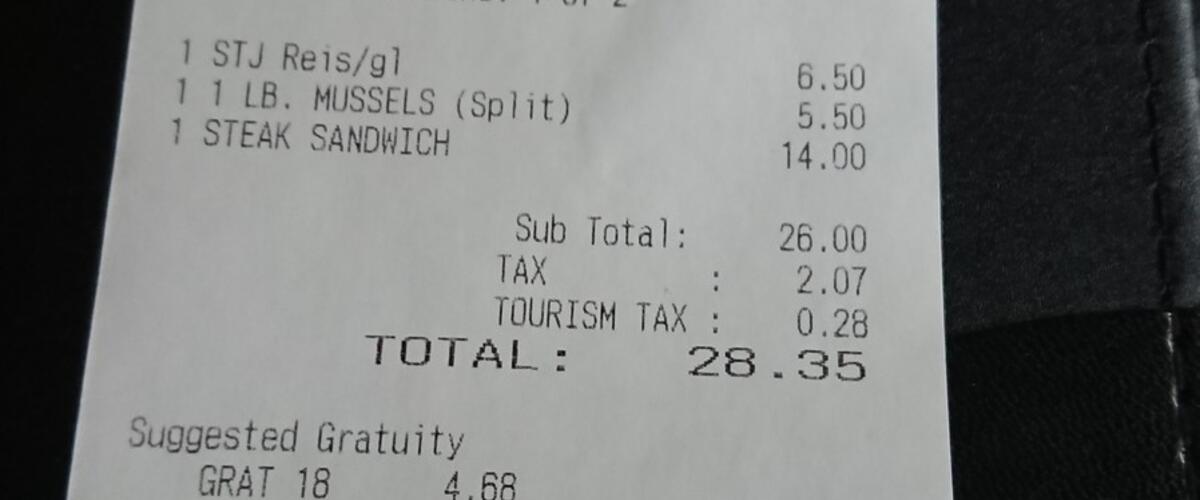 1 STJ Reis/gl 6.50
1 1 LB. MUSSELS (Split) 5.50
1 STEAK SANDWICH 14.00
Sub Total: 26.00
TAX : 2.07
TOURISM TAX : 0.28
TOTAL: 28.35
Suggested Gratuity
GRAT 18 4.68